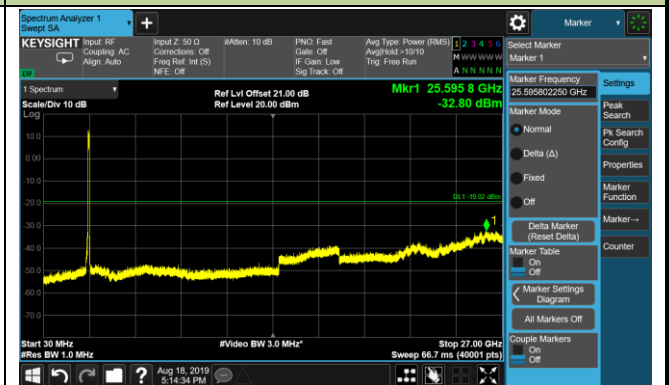 Spectrum Analyzer 1
Swept SA
+
Marker
KEYSIGHT
Input: RF
Coupling: AC
Align: Auto
Input Z: 50 Ω
Corrections: Off
Freq Ref: Int (S)
NFE: Off
#Atten: 10 dB
PNO: Fast
Gate: Off
IF Gain: Low
Sig Track: Off
Avg Type: Power (RMS)
Avg|Hold:>10/10
Trig: Free Run
1 2 3 4 5 6
M W W W W W
A N N N N N
Select Marker
Marker 1
1 Spectrum
Scale/Div 10 dB
Log
Ref Lvl Offset 21.00 dB
Ref Level 20.00 dBm
Mkr1 25.595 8 GHz
-32.80 dBm
10.0
0.00
-10.0
-20.0
-30.0
-40.0
-50.0
-60.0
-70.0
DL1 -19.02 dBm
1
Start 30 MHz
#Res BW 1.0 MHz
#Video BW 3.0 MHz*
Stop 27.00 GHz
Sweep 66.7 ms (40001 pts)
Marker Frequency
25.595802250 GHz
Marker Mode
Normal
Delta (Δ)
Fixed
Off
Delta Marker
(Reset Delta)
Marker Table
On
Off
Marker Settings
Diagram
All Markers Off
Couple Markers
On
Off
Settings
Peak
Search
Pk Search
Config
Properties
Marker
Function
Marker→
Counter
?
Aug 18, 2019
5:14:34 PM